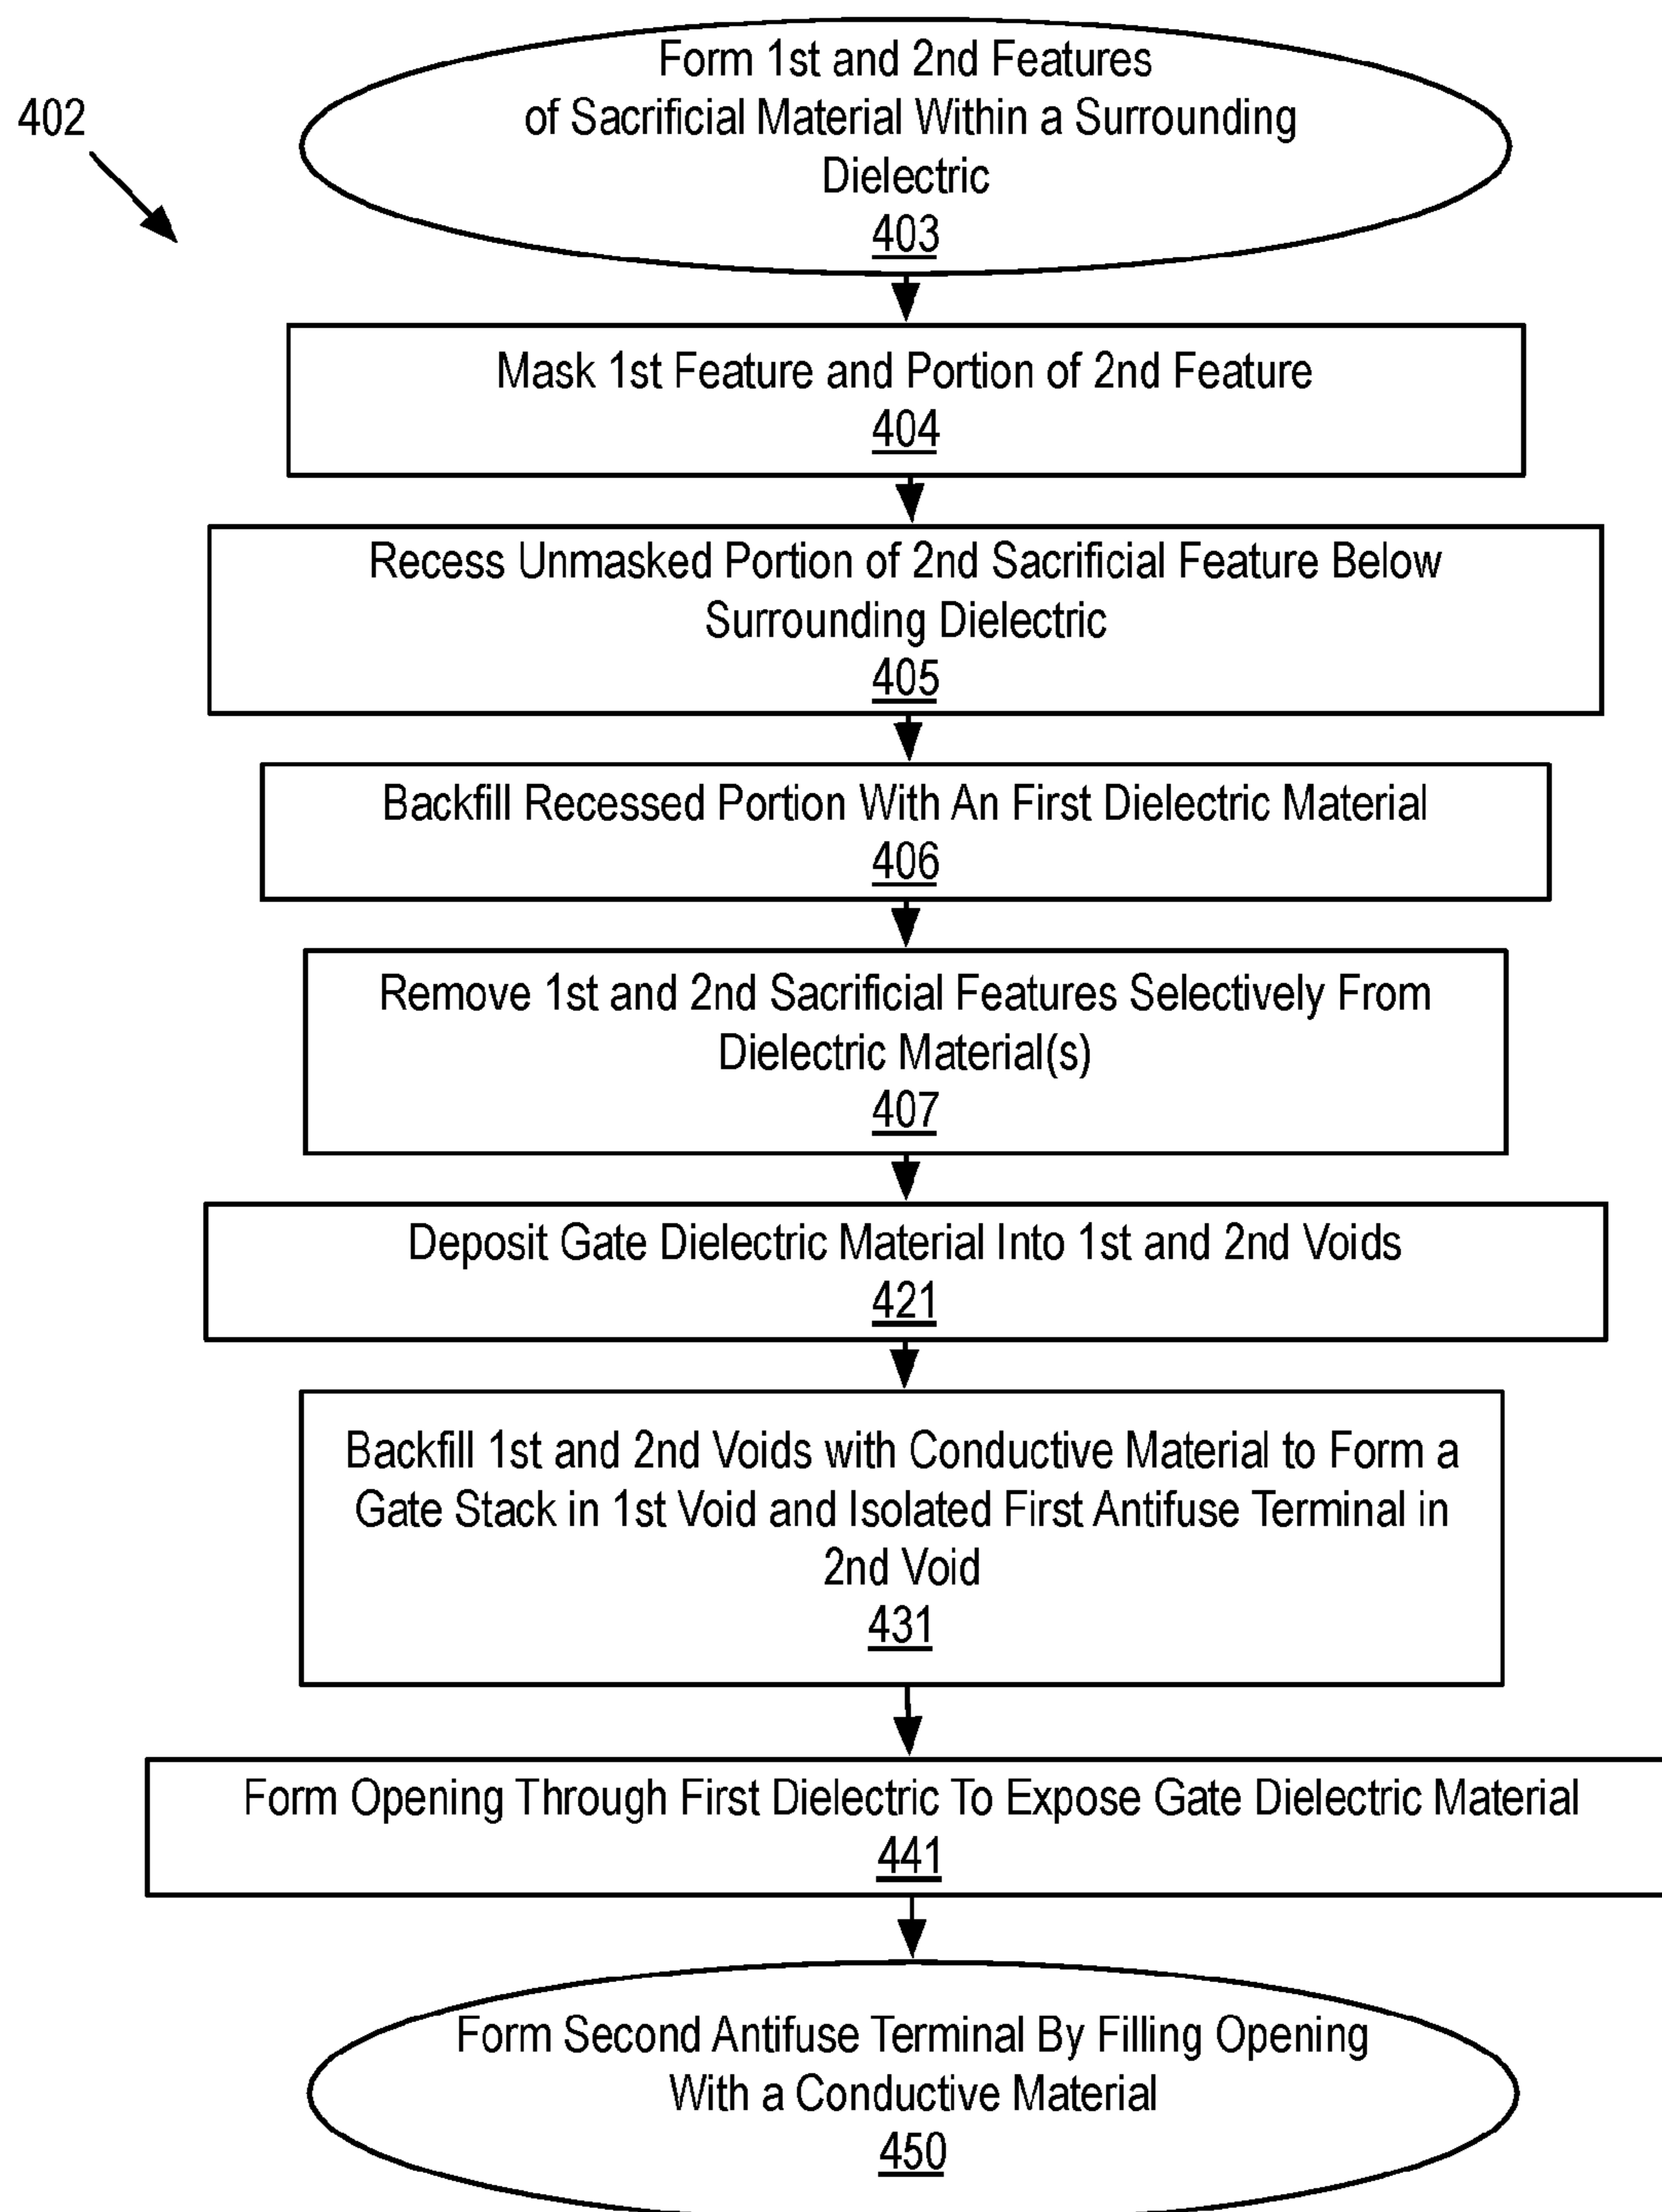 402
Form 1st and 2nd Features
of Sacrificial Material Within a Surrounding
Dielectric
403
Mask 1st Feature and Portion of 2nd Feature
404
Recess Unmasked Portion of 2nd Sacrificial Feature Below
Surrounding Dielectric
405
Backfill Recessed Portion With An First Dielectric Material
406
Remove 1st and 2nd Sacrificial Features Selectively From
Dielectric Material(s)
407
Deposit Gate Dielectric Material Into 1st and 2nd Voids
421
Backfill 1st and 2nd Voids with Conductive Material to Form a
Gate Stack in 1st Void and Isolated First Antifuse Terminal in
2nd Void
431
Form Opening Through First Dielectric To Expose Gate Dielectric Material
441
Form Second Antifuse Terminal By Filling Opening
With a Conductive Material
450